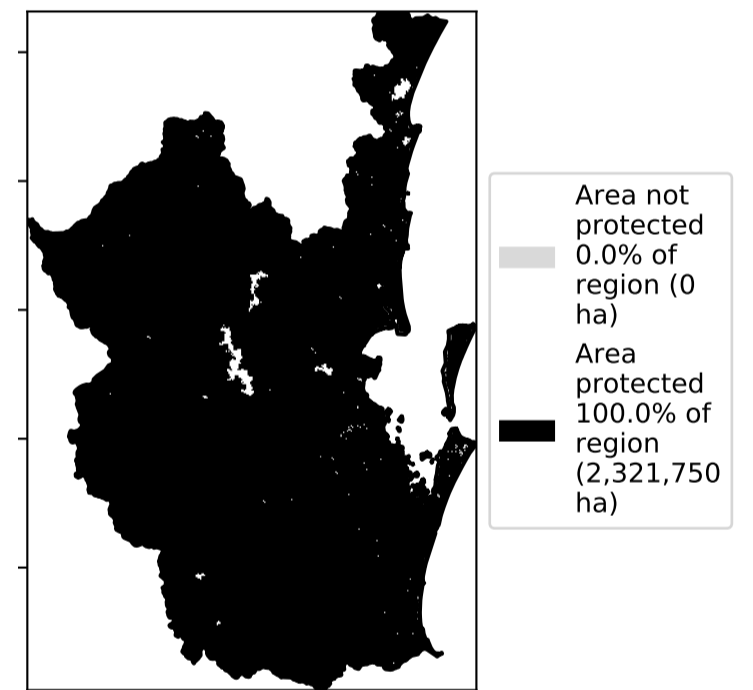 Area not
protected
0.0% of
region (0
ha)
Area
protected
100.0% of
region
(2,321,750
ha)